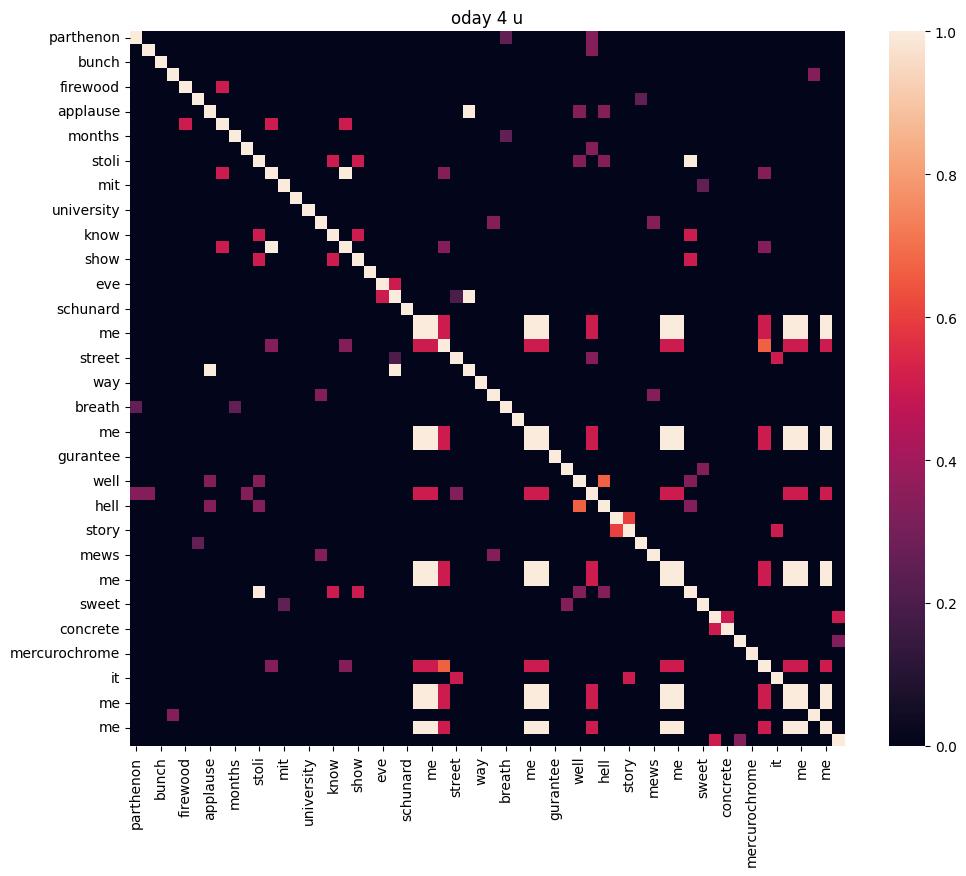 oday 4 u
parthenon
bunch
firewood
applause
months
stoli
mit
university
know
show
eve
schunard
me
street
way
breath
me
gurantee
well
hell
story
mews
me
sweet
concrete
mercurochrome
it
me
me
1.0
0.8
0.6
0.4
0.2
0.0
parthenon
bunch
firewood
applause
months
stoli
mit
university
know
show
eve
schunard
me
street
way
breath
me
gurantee
well
hell
story
mews
me
sweet
concrete
mercurochrome
it
me
me